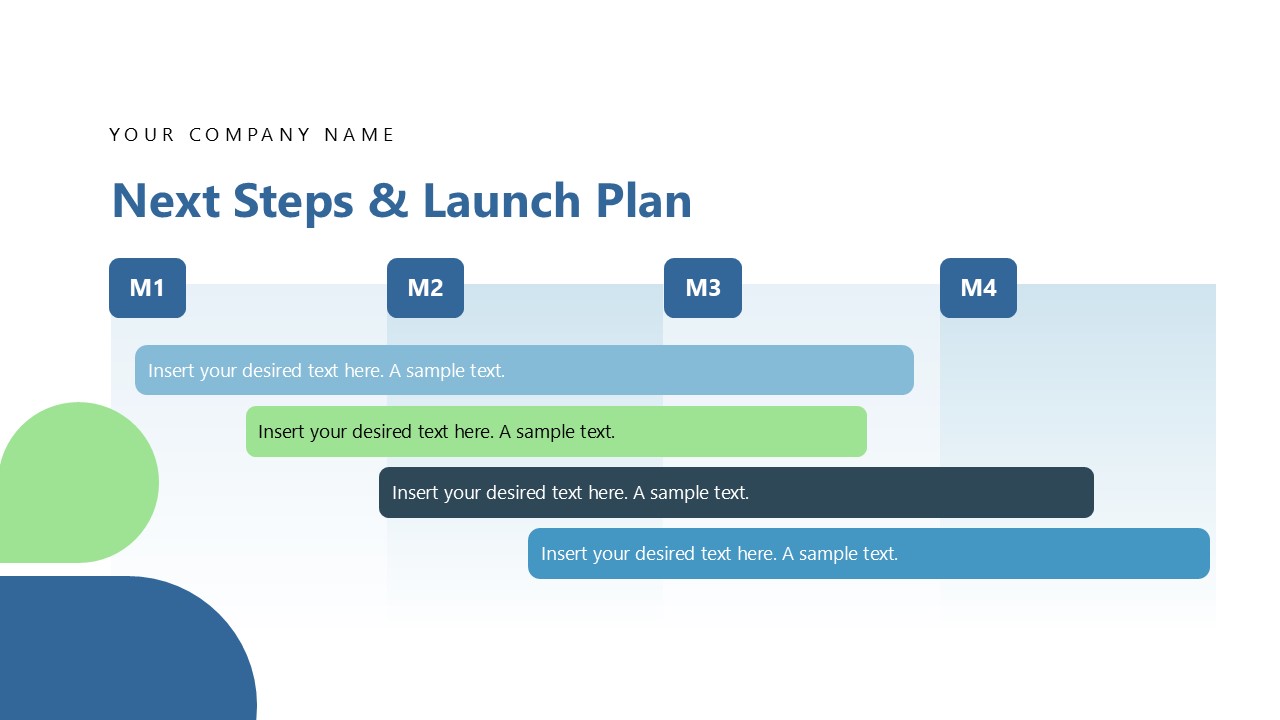 YOUR COMPANY NAME
Next Steps & Launch Plan
M1 M2 M3 M4
Insert your desired text here. A sample text.
Insert your desired text here. A sample text.
Insert your desired text here. A sample text.
Insert your desired text here. A sample text.